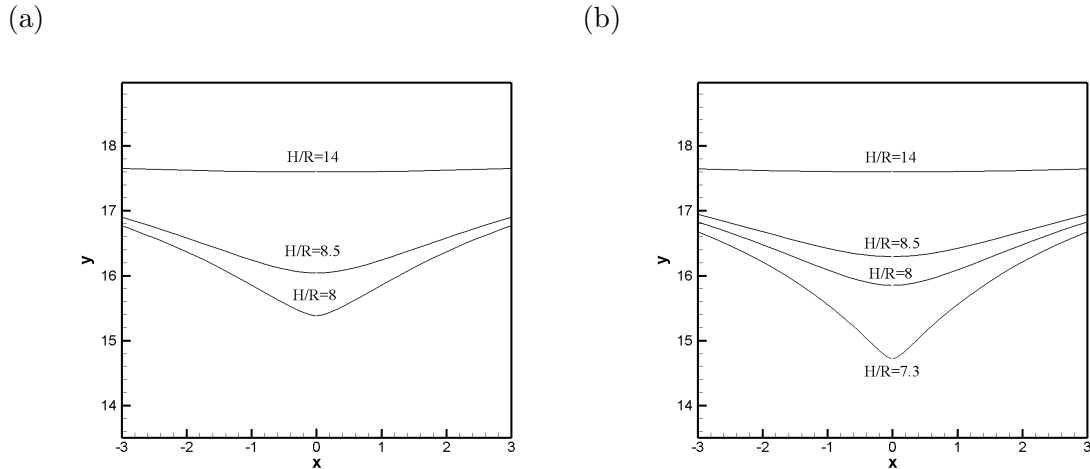 (a)
(b)
y
18
17
16
15
14
H/R=14
H/R=8.5
H/R=8
-3 -2 -1 0 1 2 3
x
y
18
17
16
15
14
H/R=14
H/R=8.5
H/R=8
H/R=7.3
-3 -2 -1 0 1 2 3
x